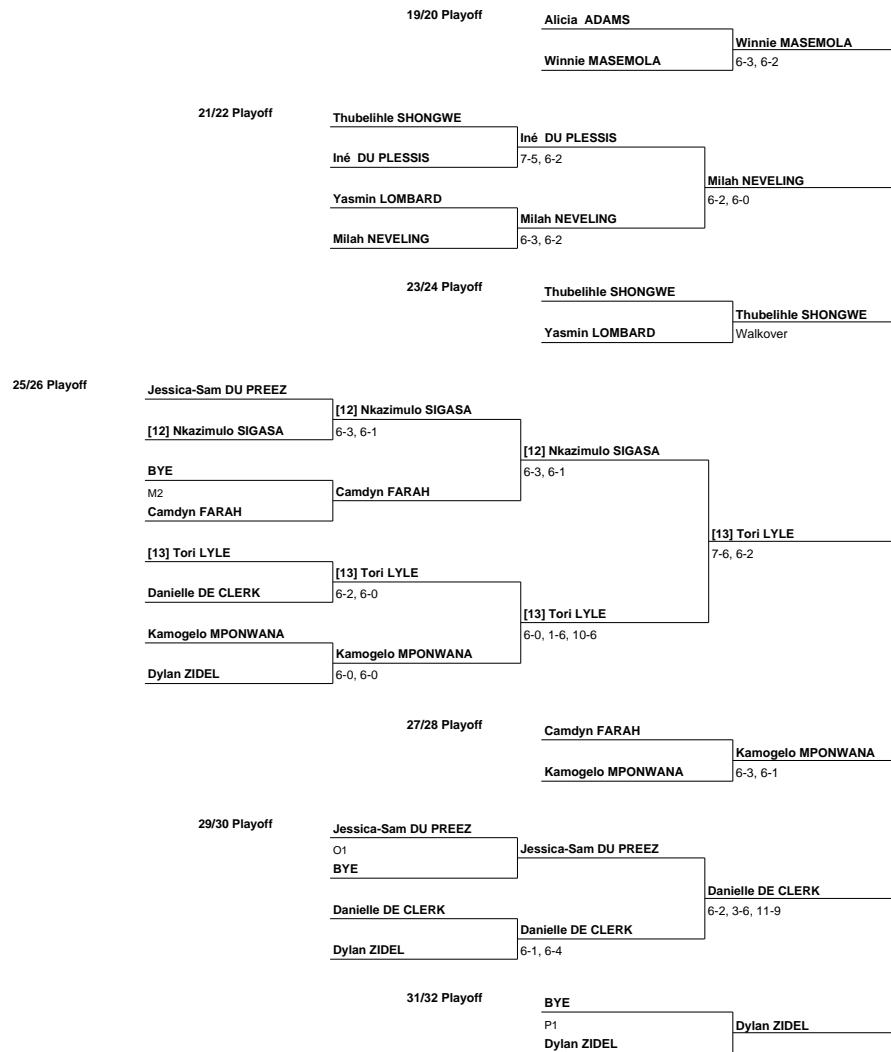 19/20 Playoff
Alicia  ADAMS
Winnie MASEMOLA
Winnie MASEMOLA
6-3, 6-2
21/22 Playoff
Thubelihle SHONGWE
Iné  DU PLESSIS
Iné  DU PLESSIS
7-5, 6-2
Milah NEVELING
6-2, 6-0
Yasmin LOMBARD
Milah NEVELING
Milah NEVELING
6-3, 6-2
23/24 Playoff
Thubelihle SHONGWE
Thubelihle SHONGWE
Yasmin LOMBARD
Walkover
25/26 Playoff
Jessica-Sam DU PREEZ
[12] Nkazimulo SIGASA
[12] Nkazimulo SIGASA
6-3, 6-1
[12] Nkazimulo SIGASA
6-3, 6-1
BYE
M2
Camdyn FARAH
Camdyn FARAH
[13] Tori LYLE
7-6, 6-2
[13] Tori LYLE
[13] Tori LYLE
Danielle DE CLERK
6-2, 6-0
[13] Tori LYLE
6-0, 1-6, 10-6
Kamogelo MPONWANA
Kamogelo MPONWANA
Dylan ZIDEL
6-0, 6-0
27/28 Playoff
Camdyn FARAH
Kamogelo MPONWANA
Kamogelo MPONWANA
6-3, 6-1
29/30 Playoff
Jessica-Sam DU PREEZ
O1
Jessica-Sam DU PREEZ
BYE
Danielle DE CLERK
6-2, 3-6, 11-9
Danielle DE CLERK
Danielle DE CLERK
Dylan ZIDEL
6-1, 6-4
31/32 Playoff
BYE
P1
Dylan ZIDEL
Dylan ZIDEL